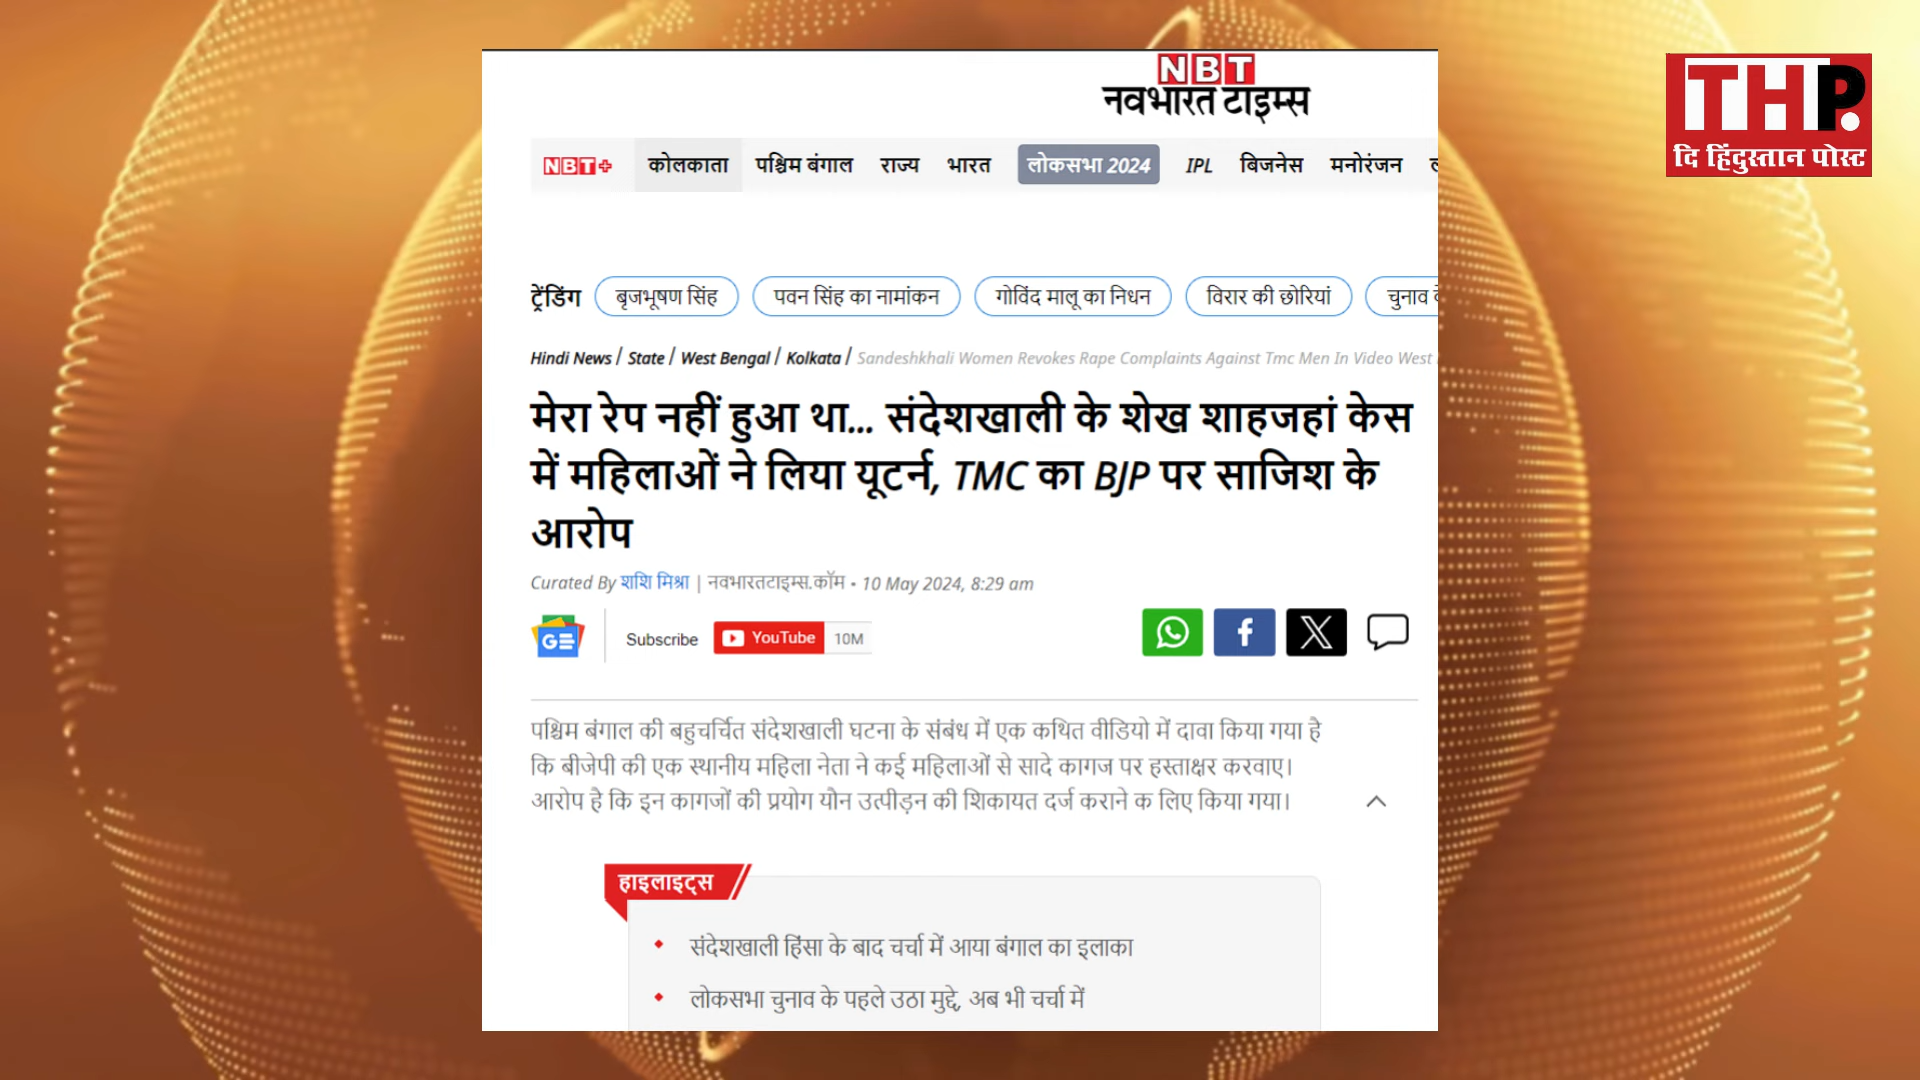 NBT
नवभारत टाइम्स
THP.
दि हिंदुस्तान पोस्ट
NBT+ कोलकाता पश्चिम बंगाल राज्य भारत लोकसभा 2024 IPL बिजनेस मनोरंजन
ट्रेंडिंग बृजभूषण सिंह पवन सिंह का नामांकन गोविंद मालू का निधन विरार की छोरियां चुनाव
Hindi News / State / West Bengal / Kolkata / Sandeshkhali Women Revokes Rape Complaints Against Tmc Men In Video West
मेरा रेप नहीं हुआ था... संदेशखाली के शेख शाहजहां केस
में महिलाओं ने लिया यूटर्न, TMC का BJP पर साजिश के
आरोप
Curated By शशि मिश्रा | नवभारतटाइम्स.कॉम • 10 May 2024, 8:29 am
Subscribe YouTube 10M
पश्चिम बंगाल की बहुचर्चित संदेशखाली घटना के संबंध में एक कथित वीडियो में दावा किया गया है
कि बीजेपी की एक स्थानीय महिला नेता ने कई महिलाओं से सादे कागज पर हस्ताक्षर करवाए।
आरोप है कि इन कागजों की प्रयोग यौन उत्पीड़न की शिकायत दर्ज कराने क लिए किया गया।
हाइलाइट्स
संदेशखाली हिंसा के बाद चर्चा में आया बंगाल का इलाका
लोकसभा चुनाव के पहले उठा मुद्दे, अब भी चर्चा में